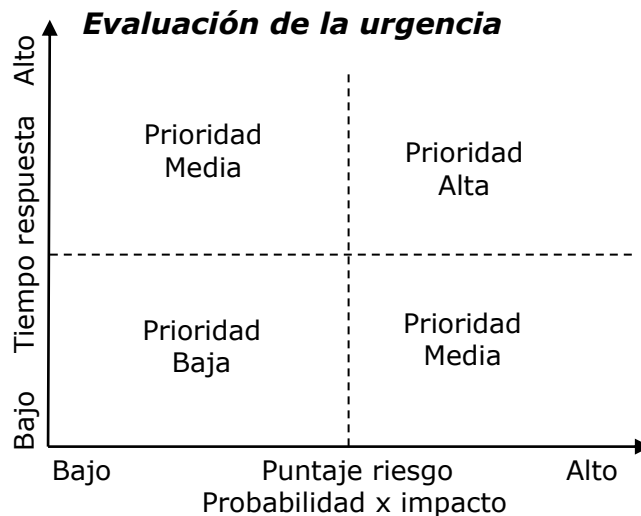 Evaluación de la urgencia
Alto
Tiempo respuesta
Bajo
Prioridad
Media
Prioridad
Alta
Prioridad
Baja
Prioridad
Media
Bajo
Puntaje riesgo
Alto
Probabilidad x impacto